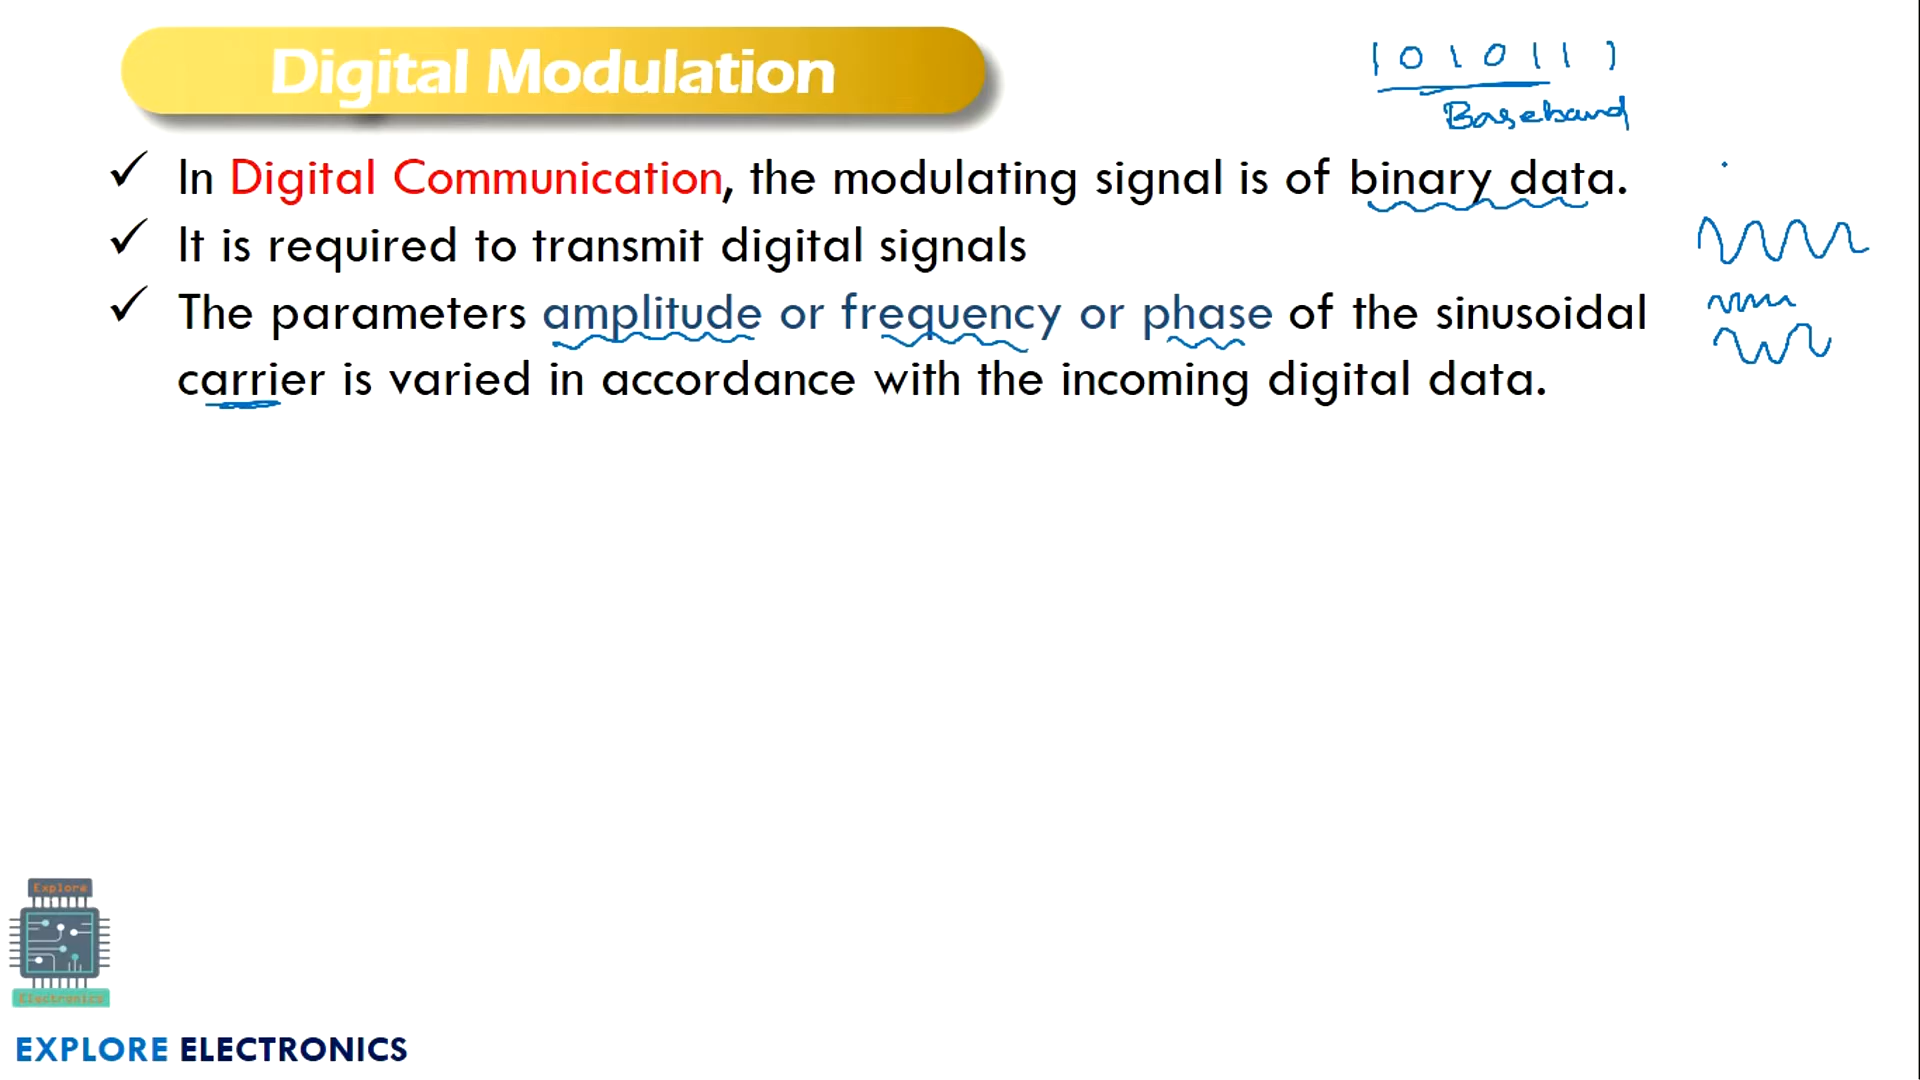 Digital Modulation
1 0 1 0 1 1 1
Baseband
✓ In Digital Communication, the modulating signal is of binary data.
✓ It is required to transmit digital signals
✓ The parameters amplitude or frequency or phase of the sinusoidal
carrier is varied in accordance with the incoming digital data.
Explore
Electronics
EXPLORE ELECTRONICS